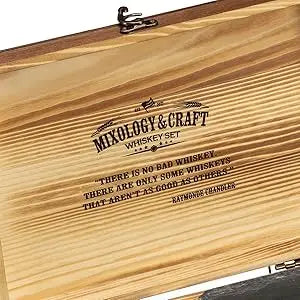 MIXOLOGY & CRAFT
WHISKEY SET
"THERE IS NO BAD WHISKEY
THERE ARE ONLY SOME WHISKEYS
THAT AREN'T AS GOOD AS OTHERS."
RAYMONDE CHANDLER